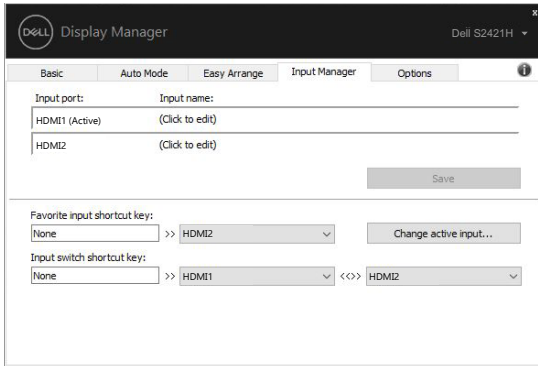 DELL Display Manager Dell S2421H
Basic Auto Mode Easy Arrange Input Manager Options
Input port: Input name:
HDMI1 (Active) (Click to edit)
HDMI2 (Click to edit)
Save
Favorite input shortcut key:
None >> HDMI2 Change active input...
Input switch shortcut key:
None >> HDMI1 <<>> HDMI2